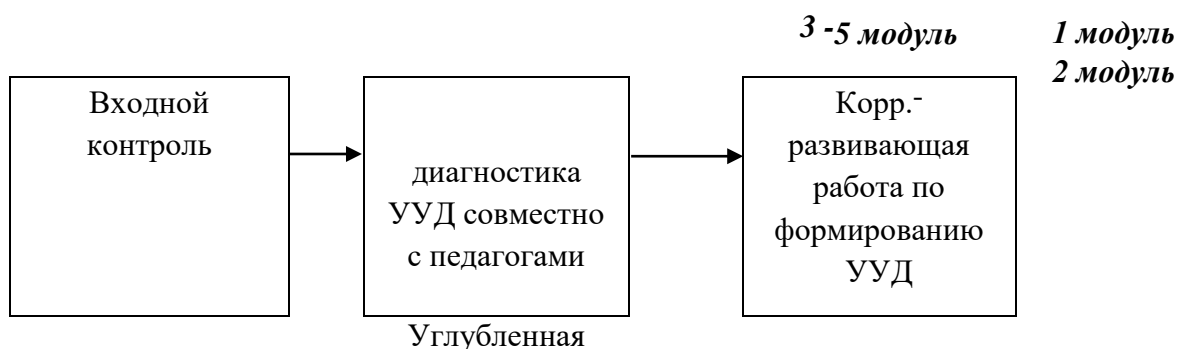 3 -5 модуль
1 модуль
2 модуль
Входной
контроль
диагностика
УУД совместно
с педагогами
Углубленная
Корр.-
развивающая
работа по
формированию
УУД